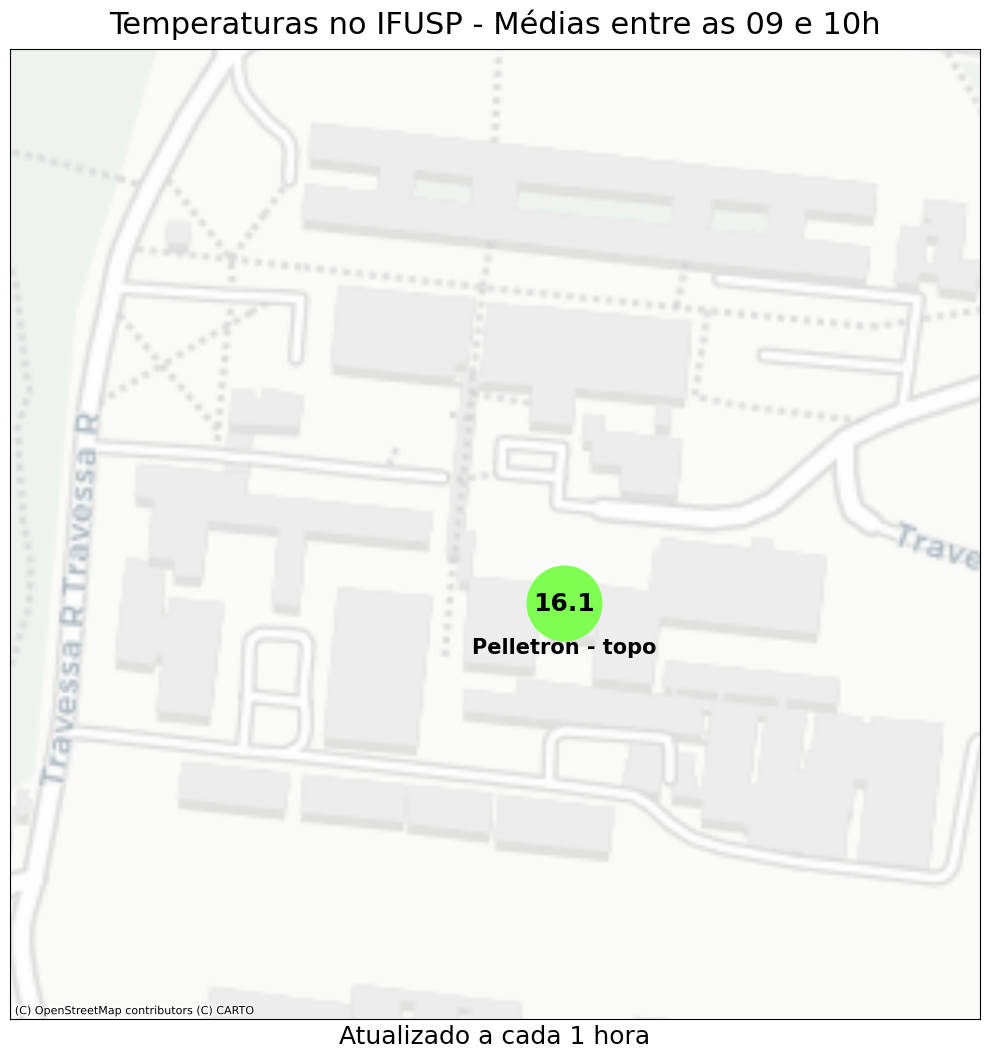 Temperaturas no IFUSP - Médias entre as 09 e 10h
Travessa R Travessa R
Trave
16.1
Pelletron - topo
(C) OpenStreetMap contributors (C) CARTO
Atualizado a cada 1 hora